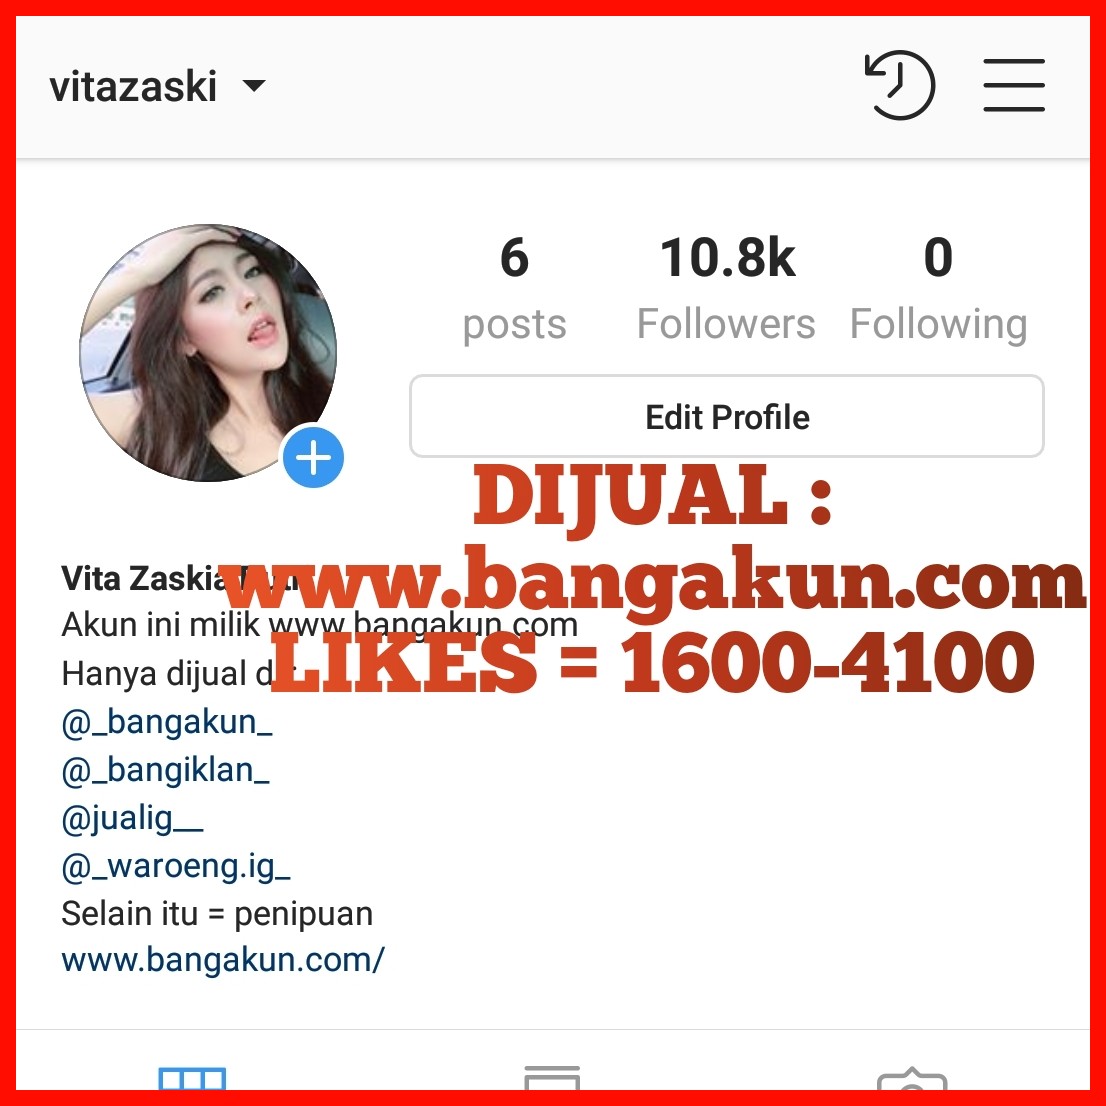 vitazaski
6 10.8k 0
posts Followers Following
Edit Profile
DIJUAL :
www.bangakun.com
LIKES = 1600-4100
Vita Zaskia
Akun ini milik www.bangakun.com
Hanya dijual
@_bangakun_
@_bangiklan_
@jualig__
@_waroeng.ig_
Selain itu = penipuan
www.bangakun.com/